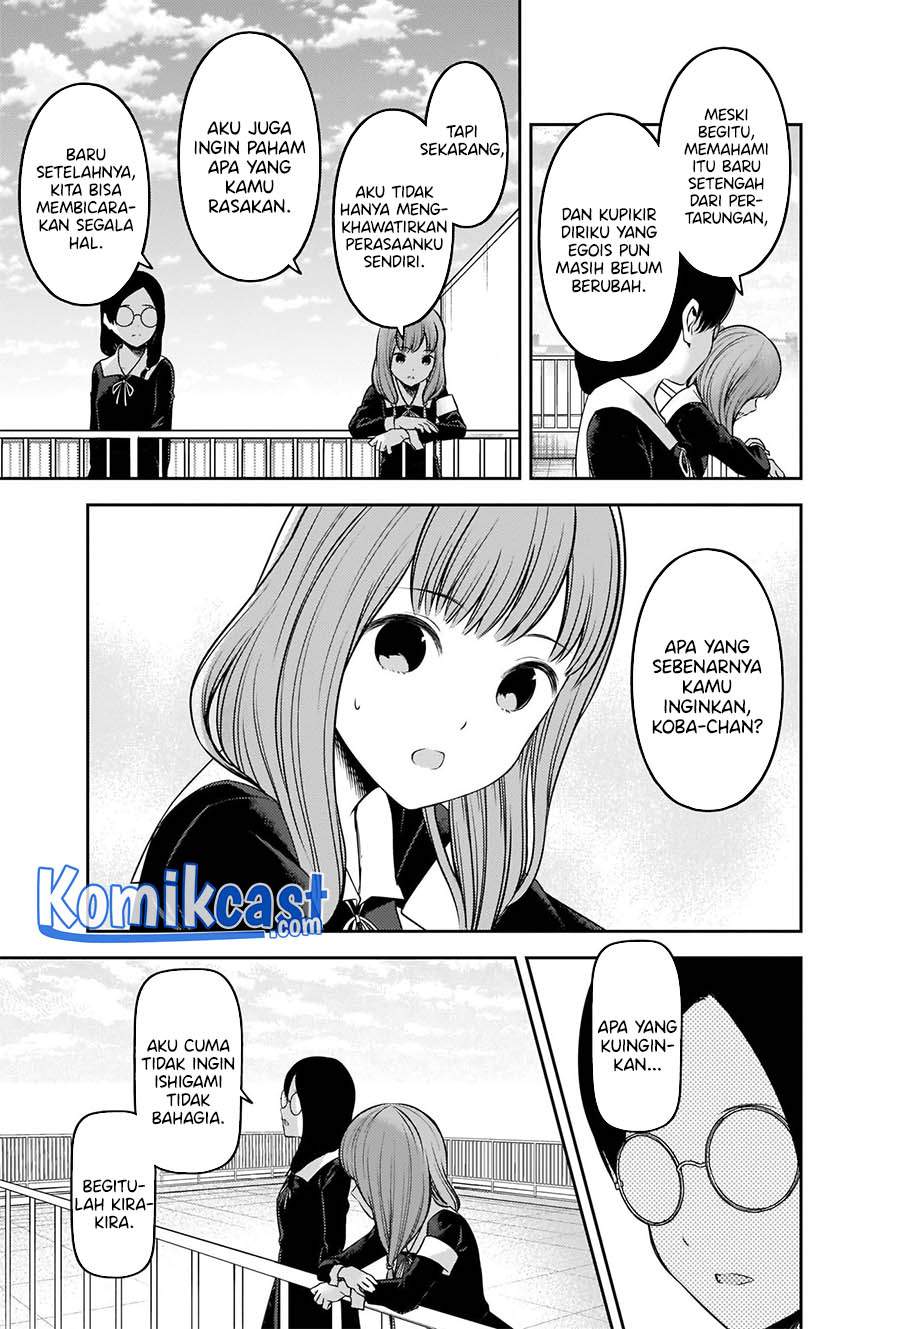 MESKI
BEGITU,
MEMAHAMI
ITU BARU
SETENGAH
DARI PER-
TARUNGAN,
DAN KUPIKIR
DIRIKU YANG
EGOIS PUN
MASIH BELUM
BERUBAH.
TAPI
SEKARANG,
AKU TIDAK
HANYA MENG-
KHAWATIRKAN
PERASAANKU
SENDIRI.
AKU JUGA
INGIN PAHAM
APA YANG
KAMU
RASAKAN.
BARU
SETELAHNYA,
KITA BISA
MEMBICARA-
KAN SEGALA
HAL.
APA YANG
SEBENARNYA
KAMU
INGINKAN,
KOBA-CHAN?
Komikcast
.com
APA YANG
KUINGIN-
KAN...
AKU CUMA
TIDAK INGIN
ISHIGAMI
TIDAK
BAHAGIA.
BEGITU-
LAH KIRA-
KIRA.